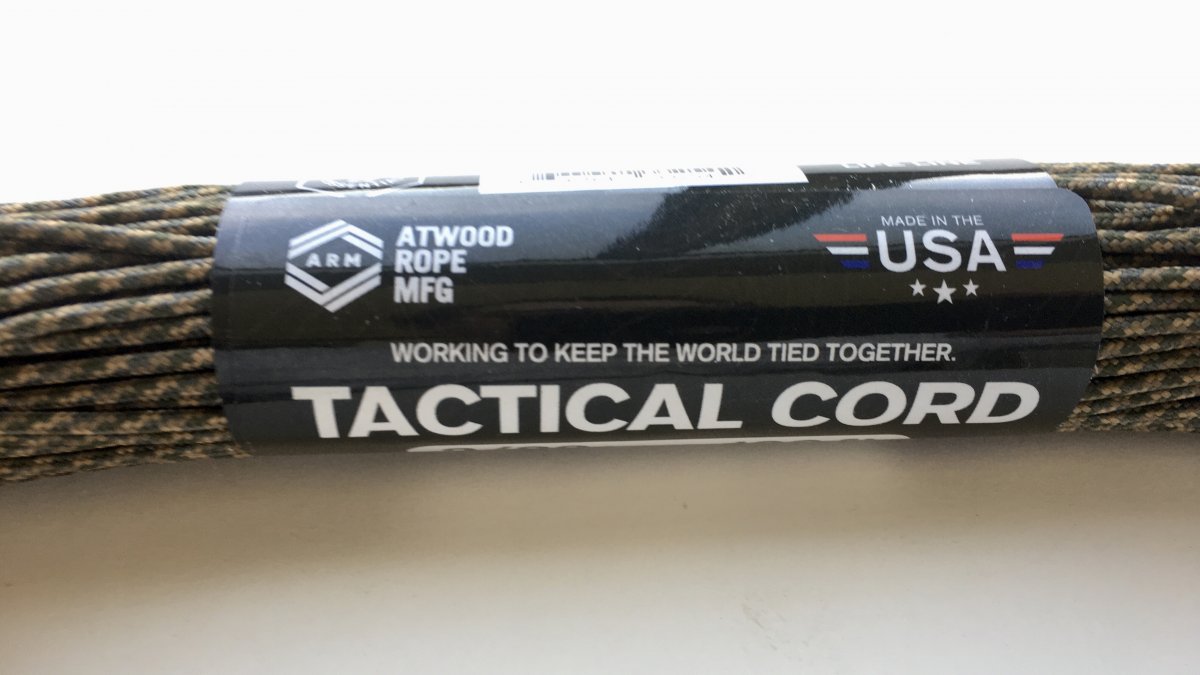 ARM
ATWOOD
ROPE
MFG
MADE IN THE
USA
WORKING TO KEEP THE WORLD TIED TOGETHER.
TACTICAL CORD